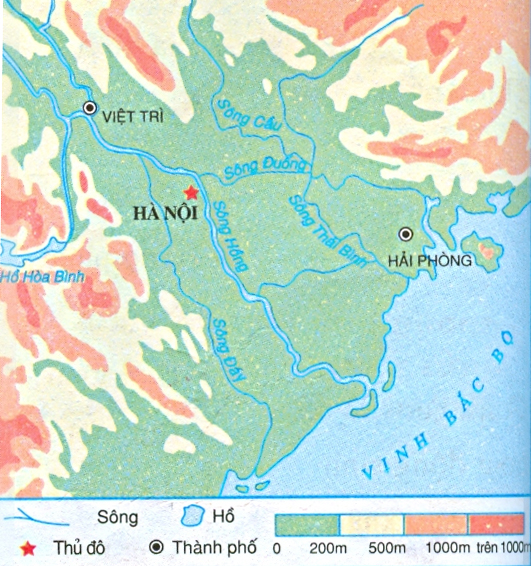 Sông Cầu
VIỆT TRÌ
Sông Đuống
HÀ NỘI
Sông Hồng
Sông Thái Bình
HẢI PHÒNG
Hồ Hòa Bình
Sông Đáy
VỊNH BẮC BỘ
Sông Hồ
Thủ đô Thành phố 0 200m 500m 1000m trên 1000m